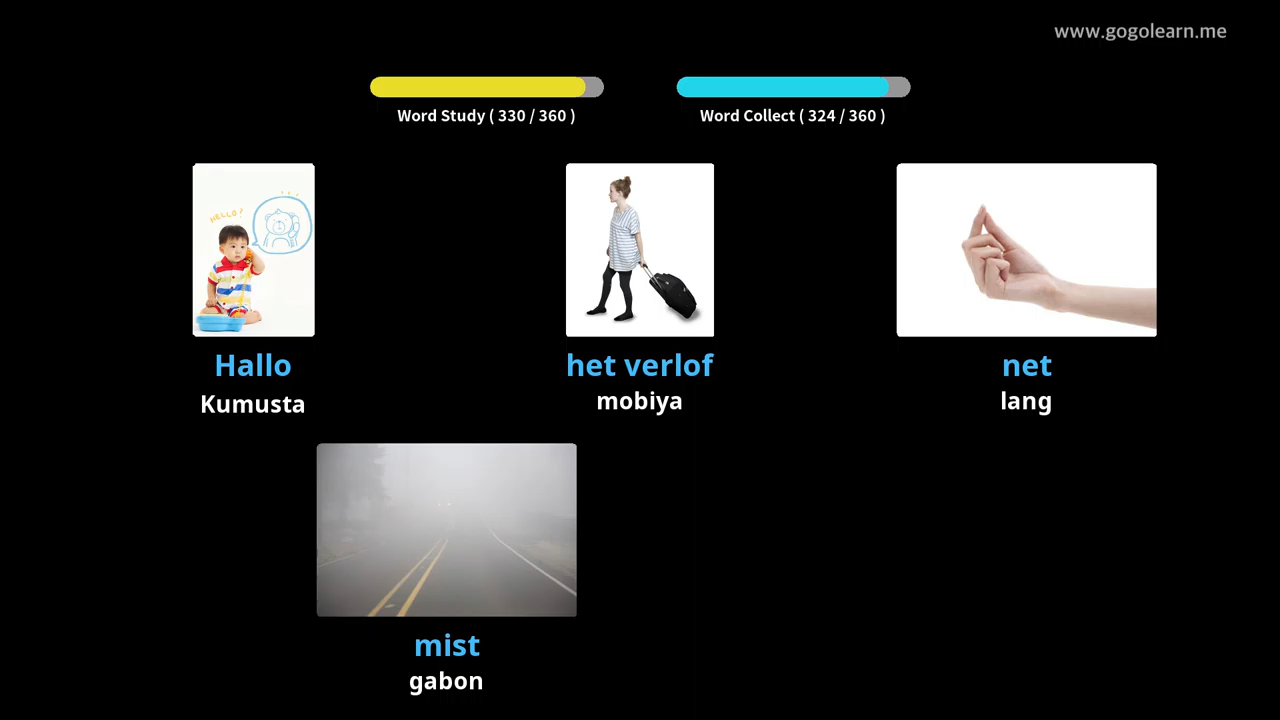 www.gogolearn.me
Word Study ( 330 / 360 )
Word Collect ( 324 / 360 )
HELLO?
Hallo
Kumusta
het verlof
mobiya
net
lang
mist
gabon